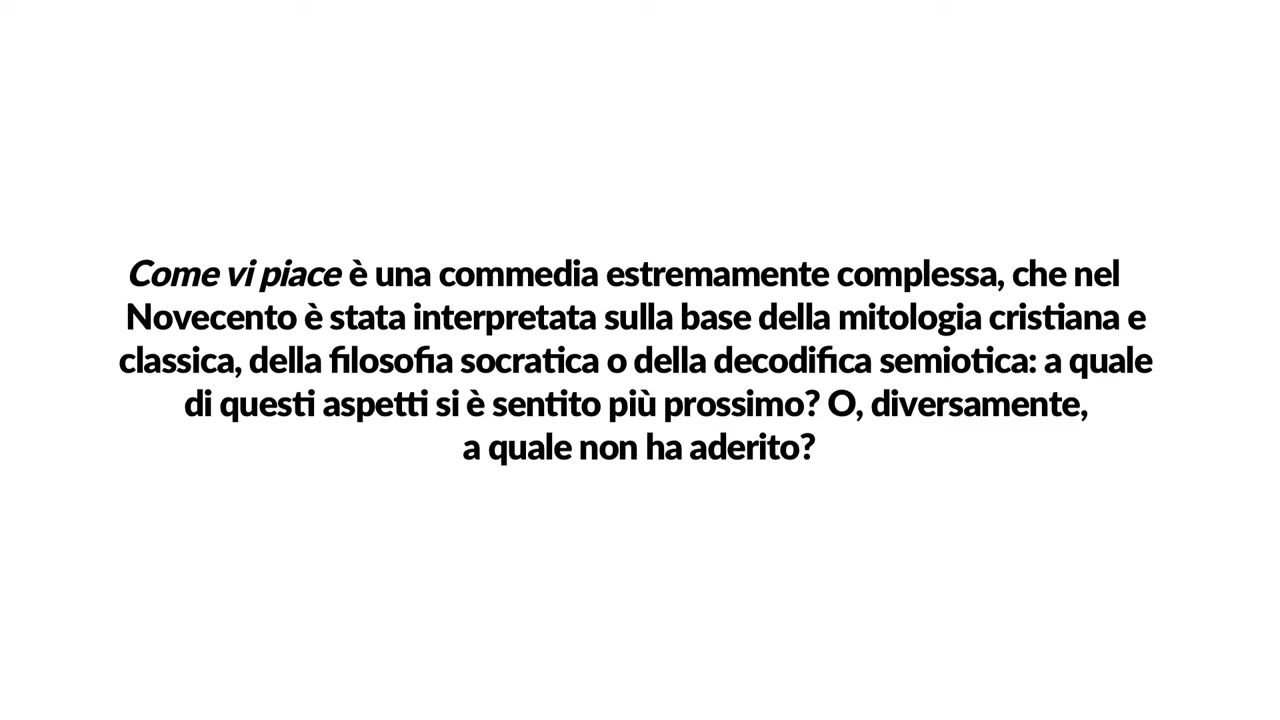 Come vi piace è una commedia estremamente complessa, che nel
Novecento è stata interpretata sulla base della mitologia cristiana e
classica, della filosofia socratica o della decodifica semiotica: a quale
di questi aspetti si è sentito più prossimo? O, diversamente,
a quale non ha aderito?